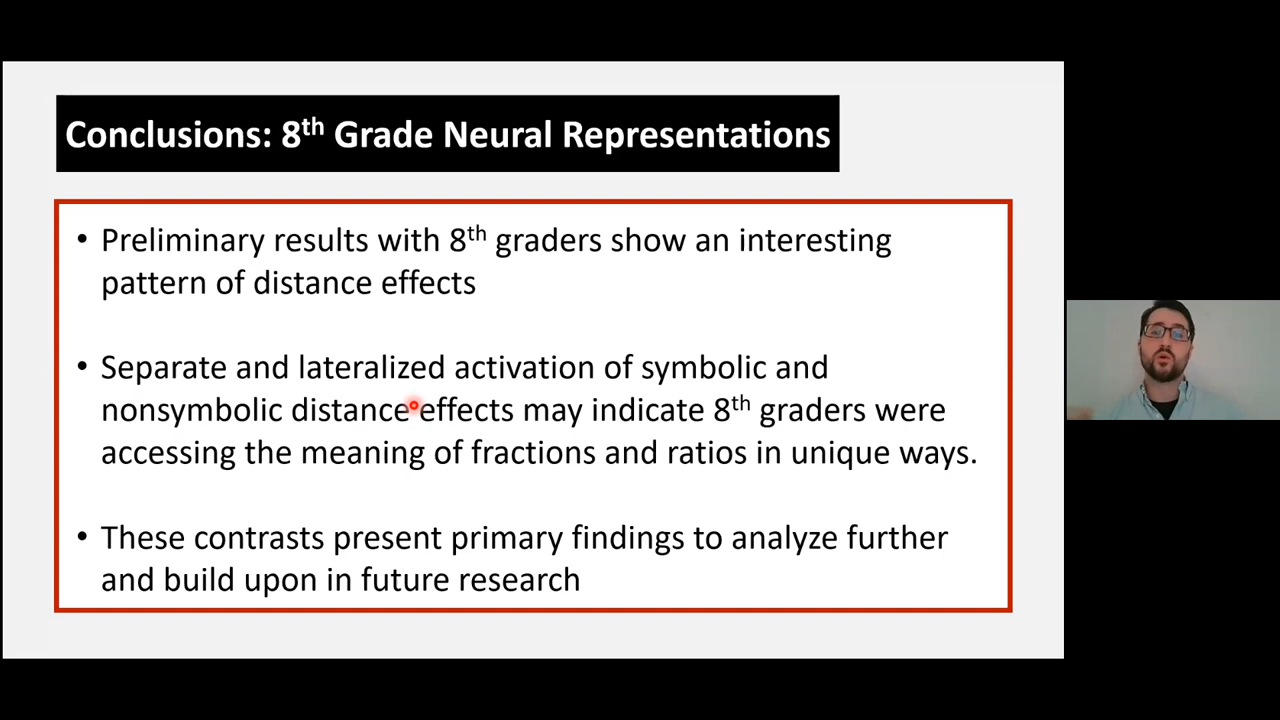 Conclusions: 8th Grade Neural Representations
• Preliminary results with 8th graders show an interesting
pattern of distance effects
• Separate and lateralized activation of symbolic and
nonsymbolic distance effects may indicate 8th graders were
accessing the meaning of fractions and ratios in unique ways.
• These contrasts present primary findings to analyze further
and build upon in future research